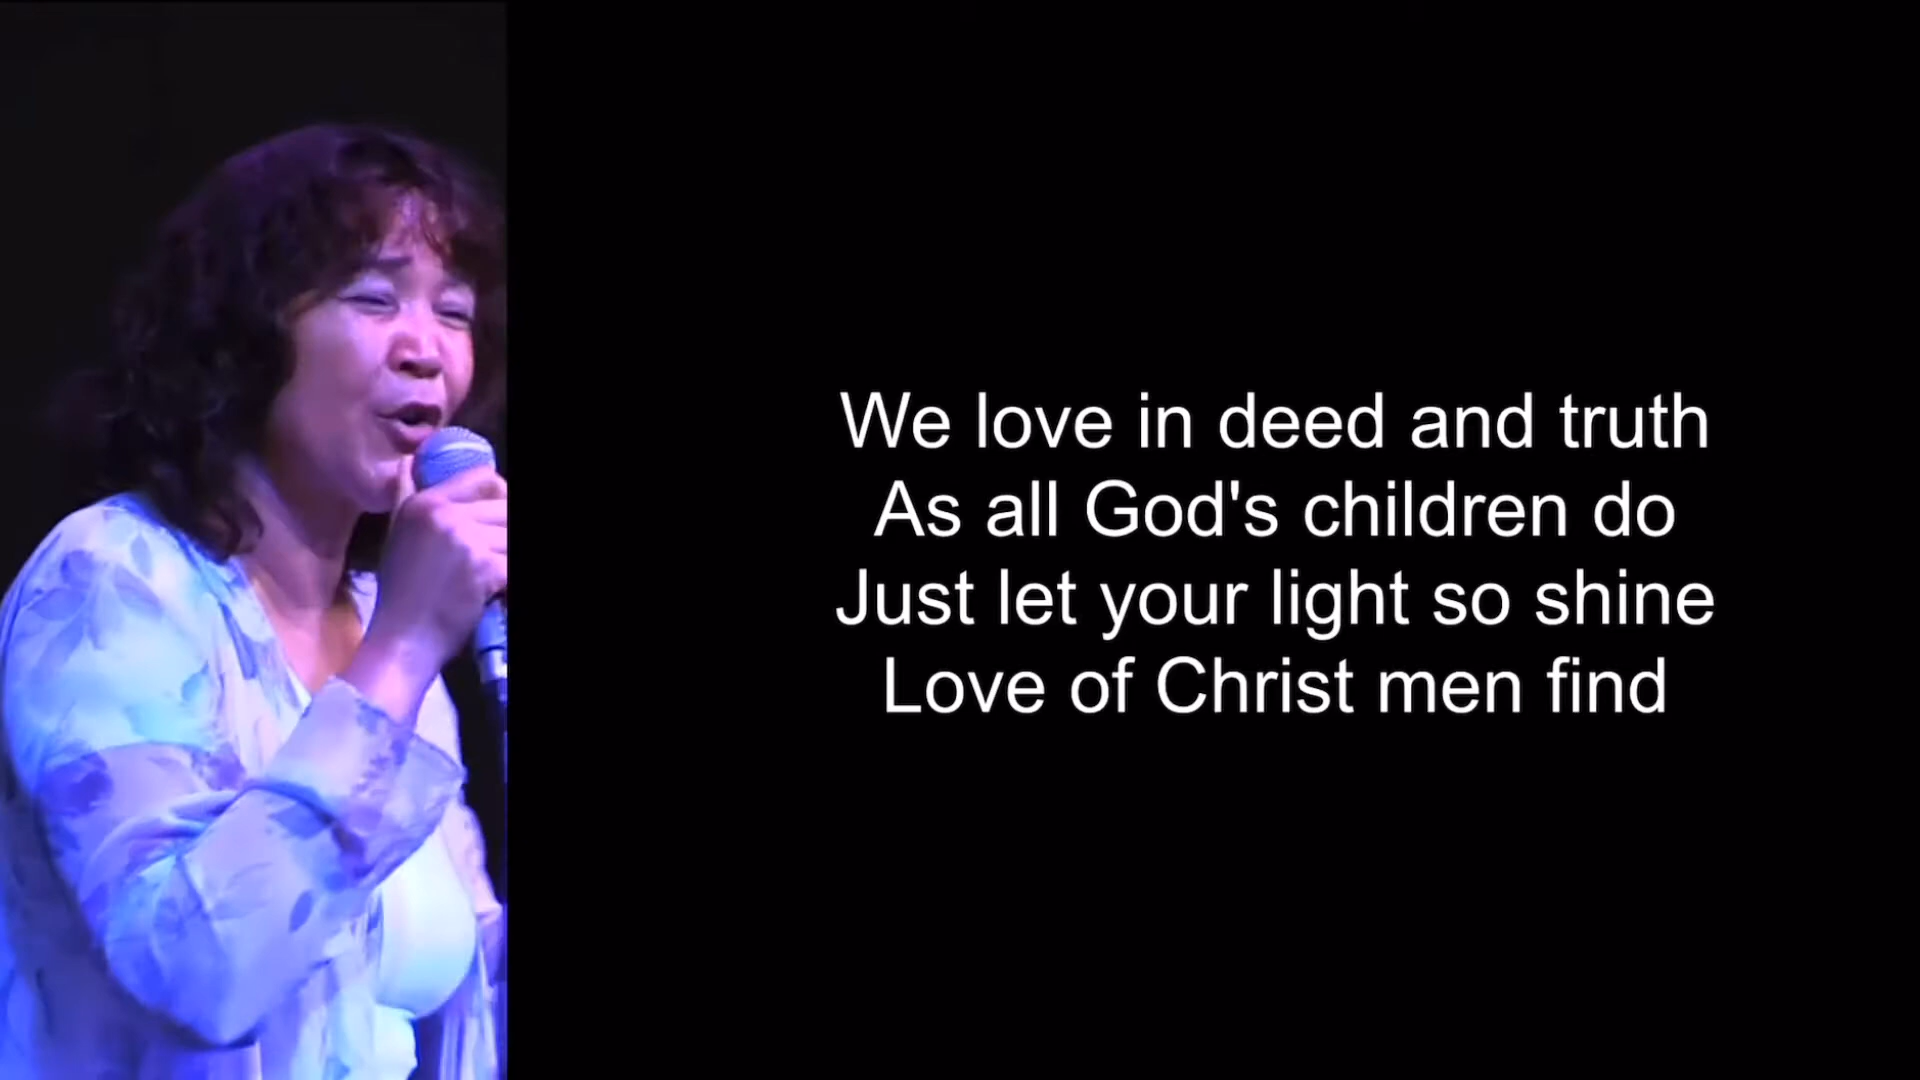 We love in deed and truth
As all God's children do
Just let your light so shine
Love of Christ men find